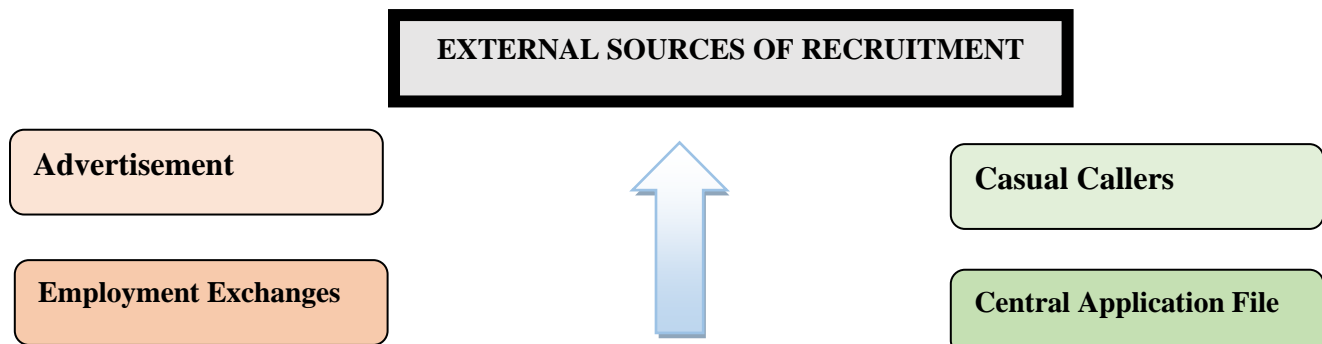 EXTERNAL SOURCES OF RECRUITMENT
Advertisement
Casual Callers
Employment Exchanges
Central Application File